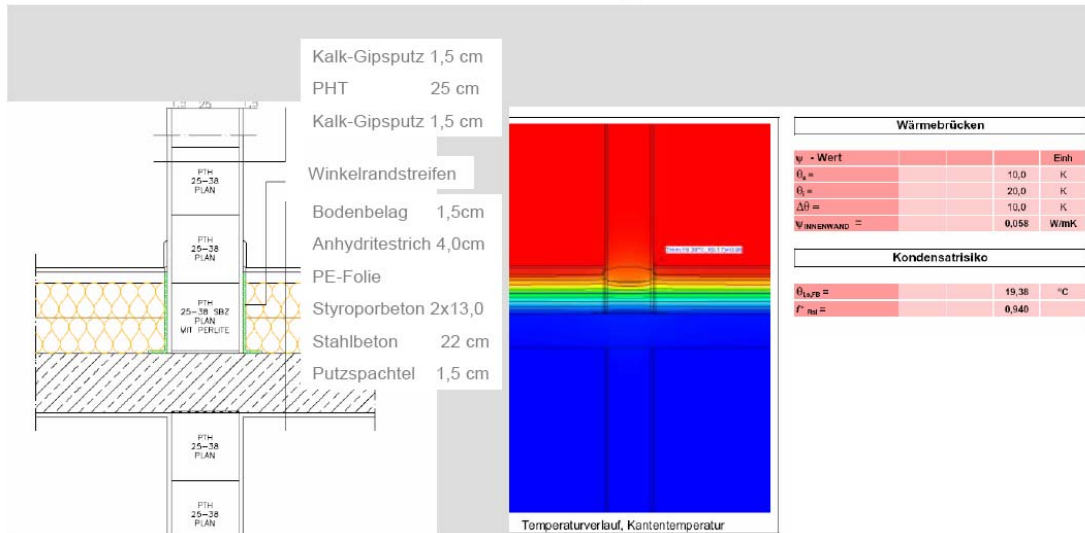 Kalk-Gipsputz 1,5 cm
PHT 25 cm
Kalk-Gipsputz 1,5 cm
Winkelrandstreifen
Bodenbelag 1,5cm
Anhydritestrich 4,0cm
PE-Folie
Styroporbeton 2x13,0
Stahlbeton 22 cm
Putzspachtel 1,5 cm
PTH
25-38
PLAN
PTH
25-38
PLAN
PTH
25-38 SBZ
PLAN
MIT PERLITE
PTH
25-38
PLAN
PTH
25-38
PLAN
Temperaturverlauf, Kantentemperatur
Wärmebrücken
ψ - Wert Einh
θe = 10,0 K
θi = 20,0 K
Δθ = 10,0 K
ψINNENWAND = 0,058 W/mK
Kondensatrisiko
θIo,FB = 19,38 °C
f* Rsi = 0,940